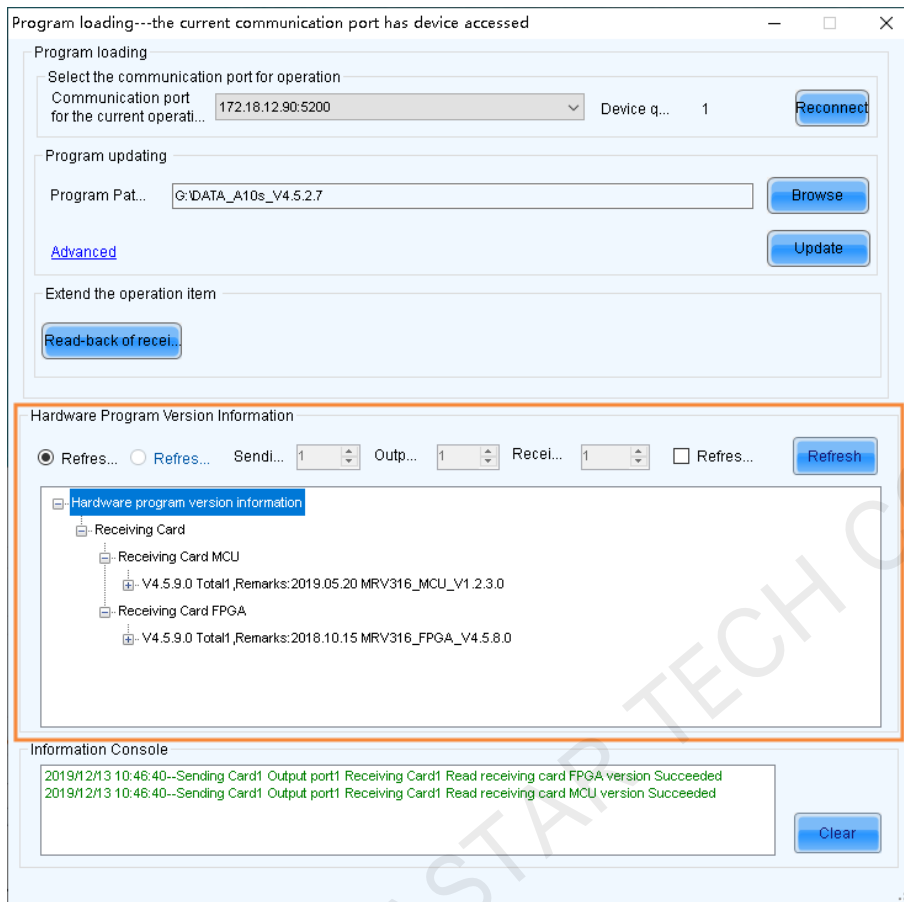 Program loading---the current communication port has device accessed
Program loading
Select the communication port for operation
Communication port
for the current operati...
172.18.12.90:5200
Device q...
1
Reconnect
Program updating
Program Pat...
G:\DATA_A10s_V4.5.2.7
Browse
Advanced
Update
Extend the operation item
Read-back of recei...
Hardware Program Version Information
Refres...
Refres...
Sendi...
1
Outp...
1
Recei...
1
Refres...
Refresh
Hardware program version information
Receiving Card
Receiving Card MCU
V4.5.9.0 Total1 ,Remarks:2019.05.20 MRV316_MCU_V1.2.3.0
Receiving Card FPGA
V4.5.9.0 Total1 ,Remarks:2018.10.15 MRV316_FPGA_V4.5.8.0
Information Console
2019/12/13 10:46:40--Sending Card1 Output port1 Receiving Card1 Read receiving card FPGA version Succeeded
2019/12/13 10:46:40--Sending Card1 Output port1 Receiving Card1 Read receiving card MCU version Succeeded
Clear
TECH